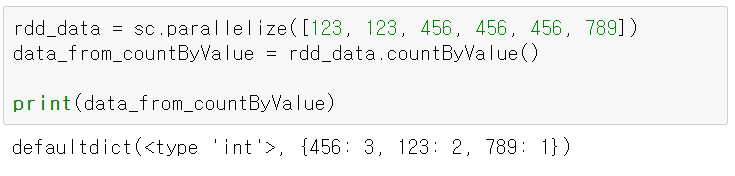 rdd_data = sc.parallelize([123, 123, 456, 456, 456, 789])
data_from_countByValue = rdd_data.countByValue()
print(data_from_countByValue)
defaultdict(<type 'int'>, {456: 3, 123: 2, 789: 1})